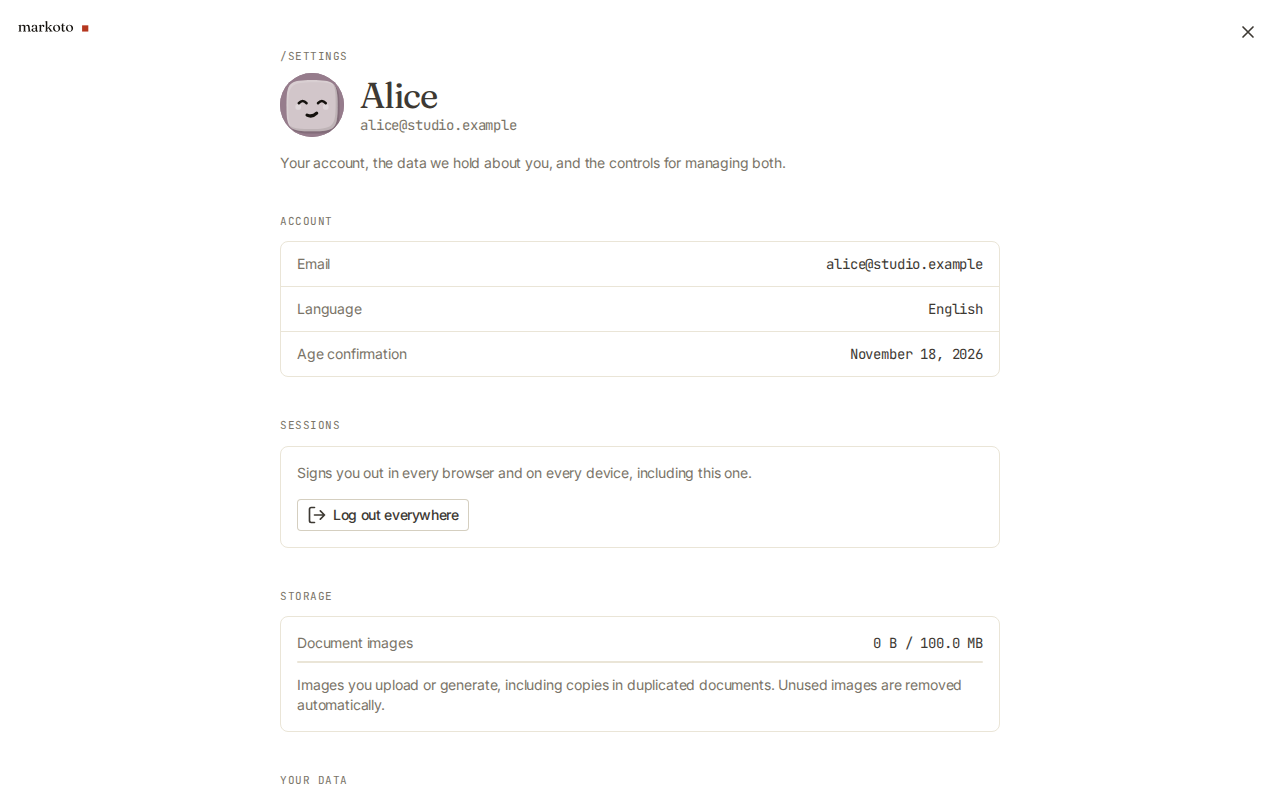 markoto
/SETTINGS
Alice
alice@studio.example
Your account, the data we hold about you, and the controls for managing both.
ACCOUNT
Email alice@studio.example
Language English
Age confirmation November 18, 2026
SESSIONS
Signs you out in every browser and on every device, including this one.
Log out everywhere
STORAGE
Document images 0 B / 100.0 MB
Images you upload or generate, including copies in duplicated documents. Unused images are removed
automatically.
YOUR DATA